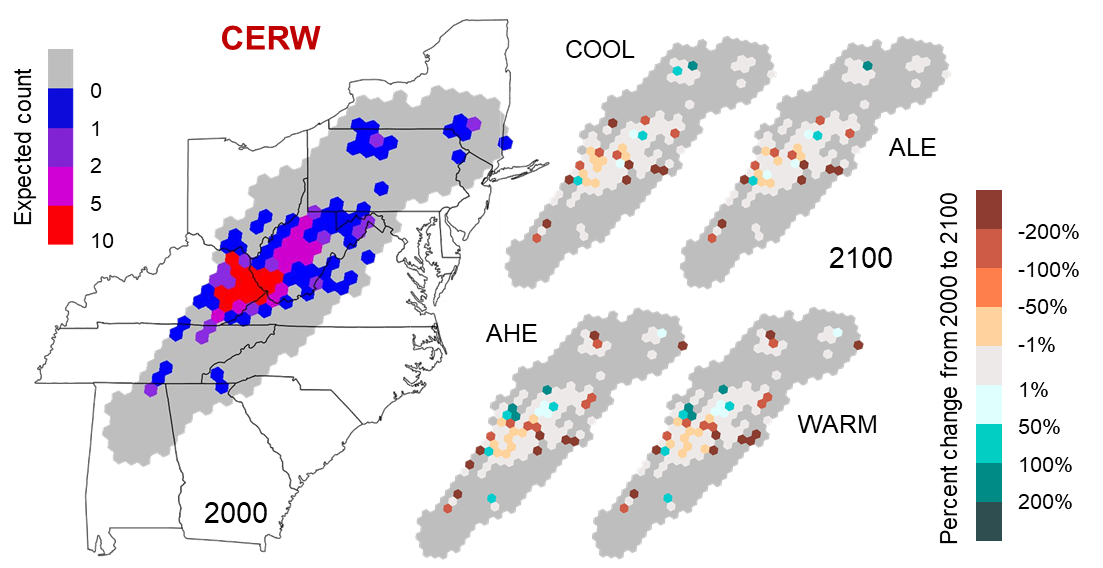 CERW
Expected count
0
1
2
5
10
2000
COOL
ALE
2100
AHE
WARM
Percent change from 2000 to 2100
-200%
-100%
-50%
-1%
1%
50%
100%
200%